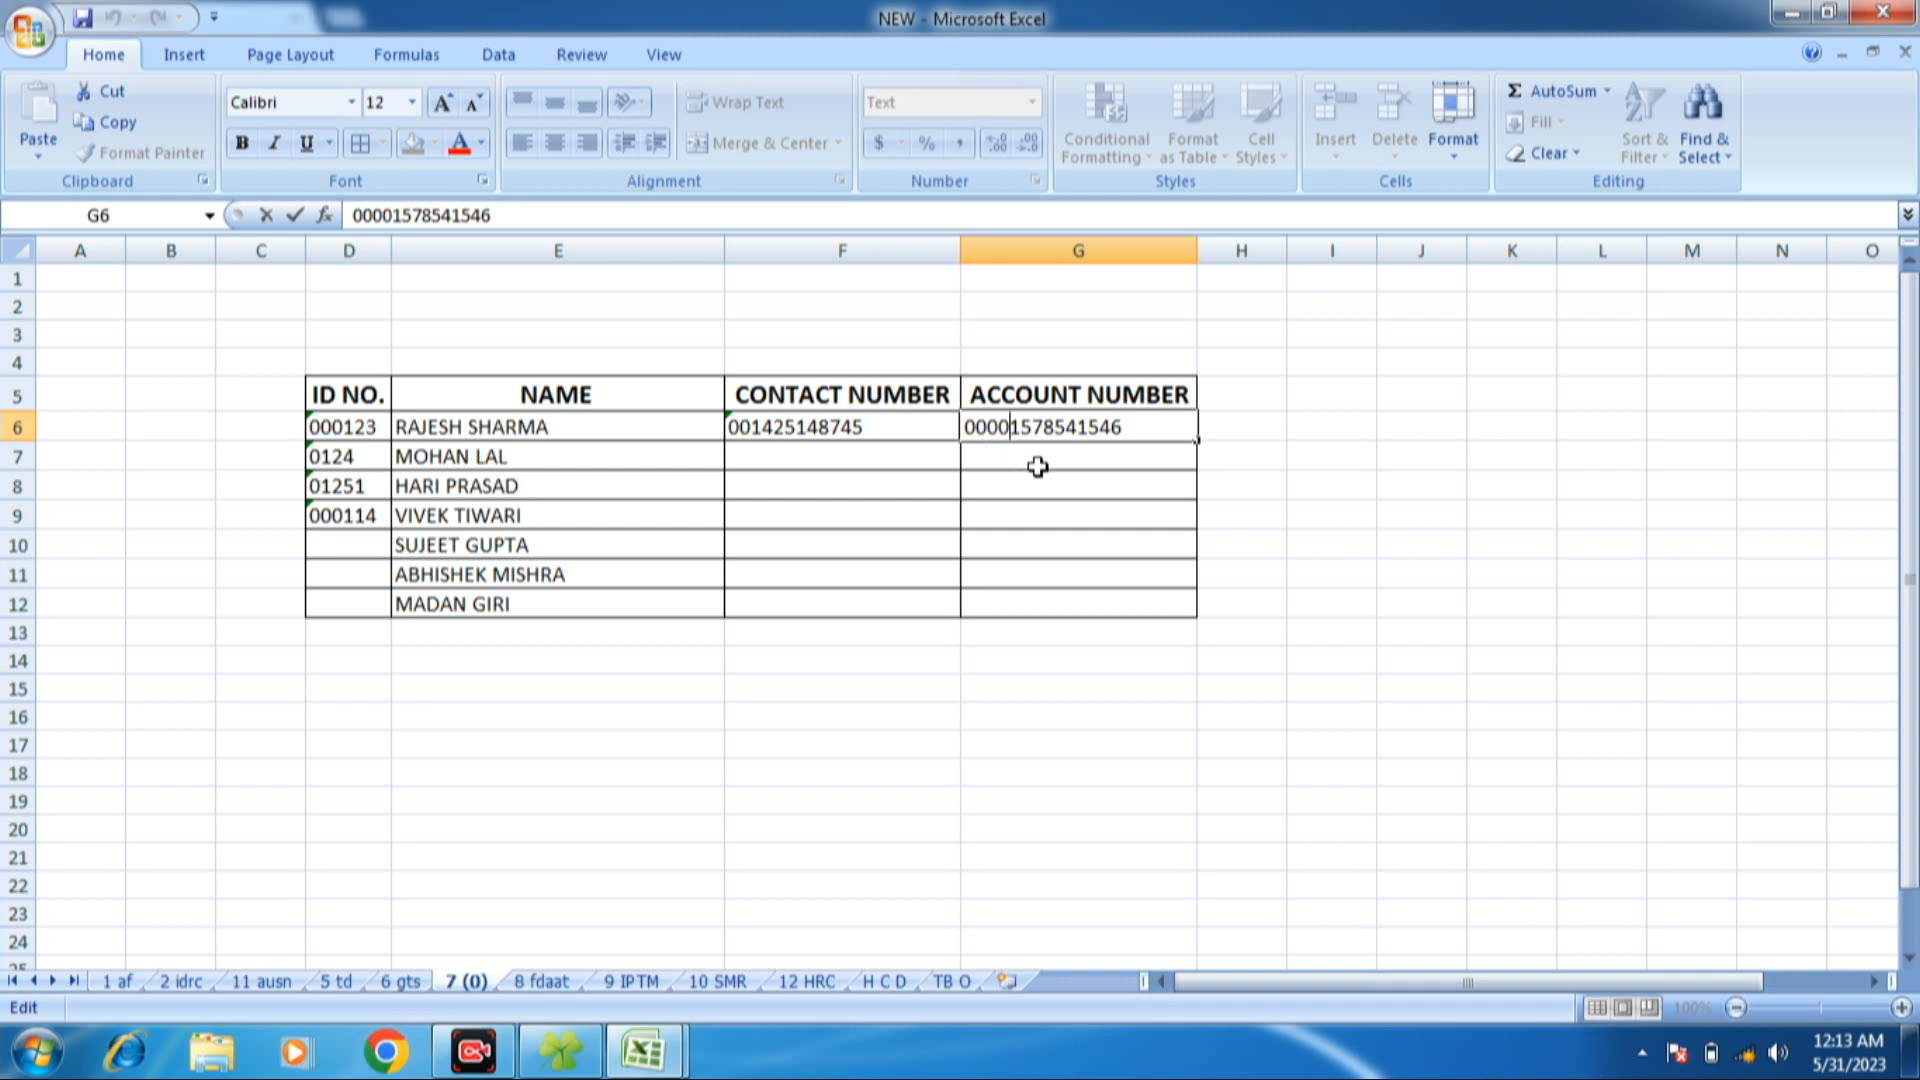 NEW - Microsoft Excel
Home Insert Page Layout Formulas Data Review View
Paste
Cut
Copy
Format Painter
Clipboard
Calibri 12
B I U
Font
Wrap Text
Merge & Center
Alignment
Text
$ % ,
Number
Conditional Formatting
Format as Table
Cell Styles
Styles
Insert Delete Format
Cells
Σ AutoSum
Fill
Clear
Sort & Filter
Find & Select
Editing
G6 fx 00001578541546
A B C D E F G H I J K L M N O
1
2
3
4
5 ID NO. NAME CONTACT NUMBER ACCOUNT NUMBER
6 000123 RAJESH SHARMA 001425148745 00001578541546
7 0124 MOHAN LAL
8 01251 HARI PRASAD
9 000114 VIVEK TIWARI
10 SUJEET GUPTA
11 ABHISHEK MISHRA
12 MADAN GIRI
13
14
15
16
17
18
19
20
21
22
23
24
25
1 af 2 idrc 11 ausn 5 td 6 gts 7 (0) 8 fdaat 9 IPTM 10 SMR 12 HRC H C D TB O
Edit 100%
12:13 AM
5/31/2023